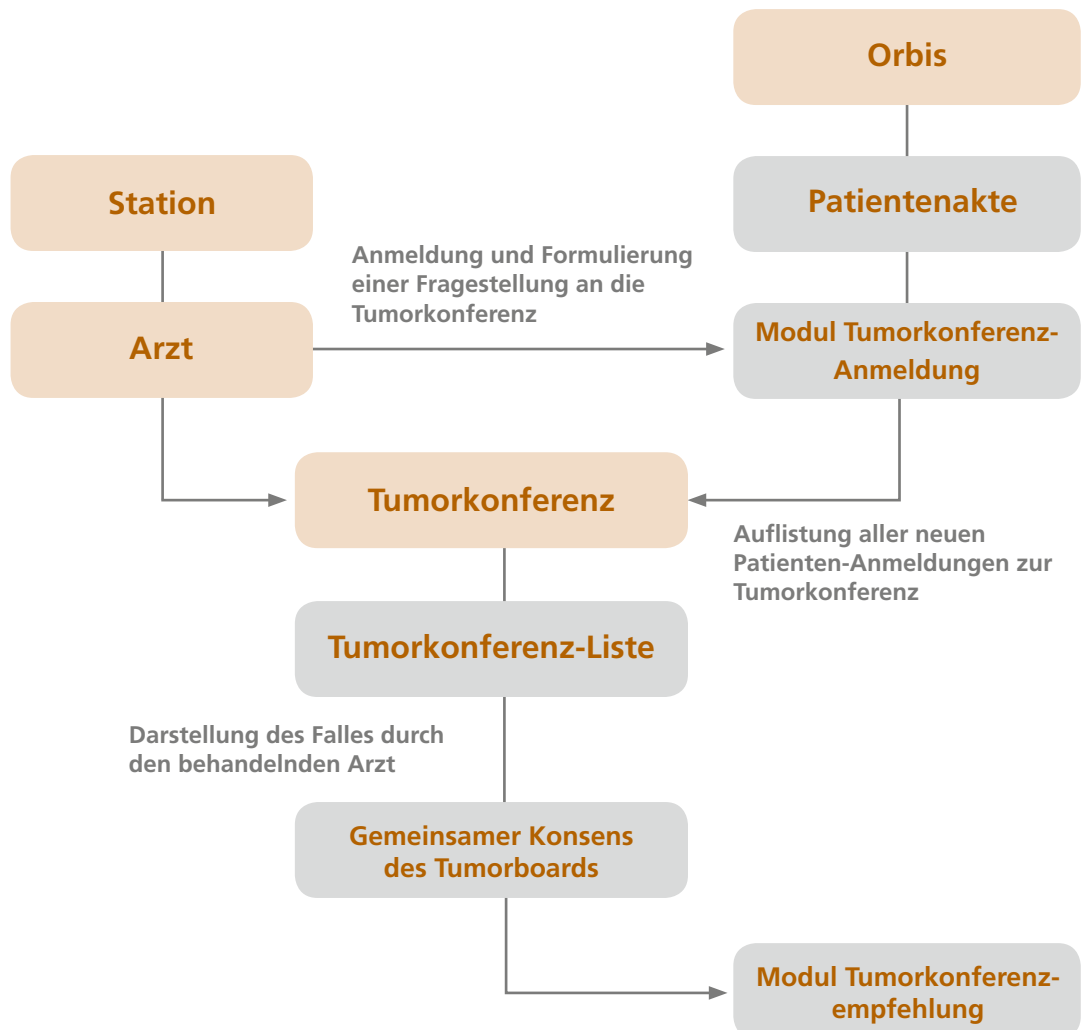 Orbis
Station
Patientenakte
Anmeldung und Formulierung
einer Fragestellung an die
Tumorkonferenz
Arzt
Modul Tumorkonferenz-
Anmeldung
Tumorkonferenz
Auflistung aller neuen
Patienten-Anmeldungen zur
Tumorkonferenz
Tumorkonferenz-Liste
Darstellung des Falles durch
den behandelnden Arzt
Gemeinsamer Konsens
des Tumorboards
Modul Tumorkonferenz-
empfehlung